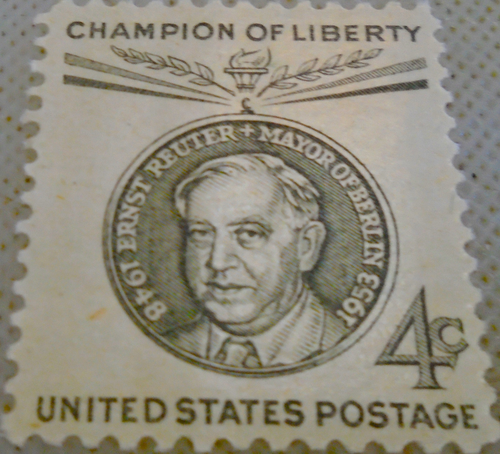 CHAMPION OF LIBERTY
1948 ERNST REUTER + MAYOR OF BERLIN 1953
4c
UNITED STATES POSTAGE